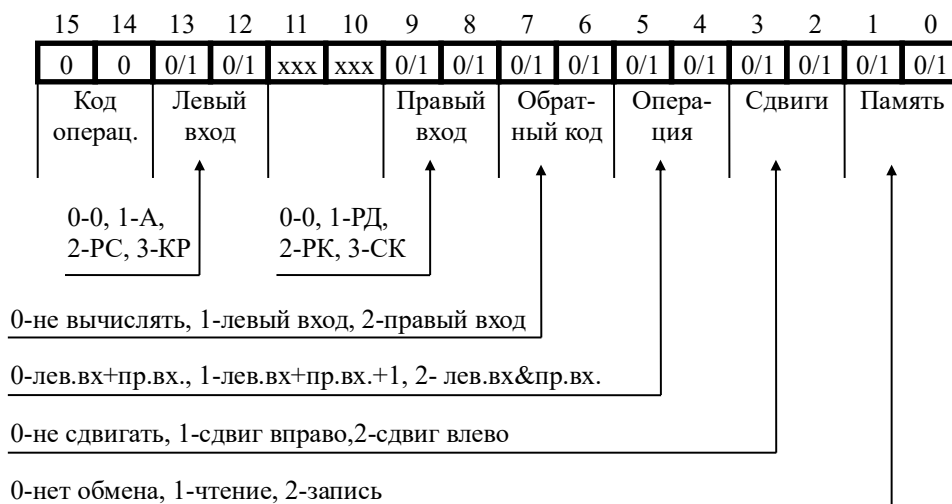 15 14 13 12 11 10 9 8 7 6 5 4 3 2 1 0
0 0 0/1 0/1 xxx xxx 0/1 0/1 0/1 0/1 0/1 0/1 0/1 0/1 0/1 0/1
Код Левый Правый Обрат- Опера- Сдвиги Память
операц. вход вход ный код ция
0-0, 1-А, 0-0, 1-РД,
2-РС, 3-КР 2-РК, 3-СК
0-не вычислять, 1-левый вход, 2-правый вход
0-лев.вх+пр.вх., 1-лев.вх+пр.вх.+1, 2- лев.вх&пр.вх.
0-не сдвигать, 1-сдвиг вправо,2-сдвиг влево
0-нет обмена, 1-чтение, 2-запись